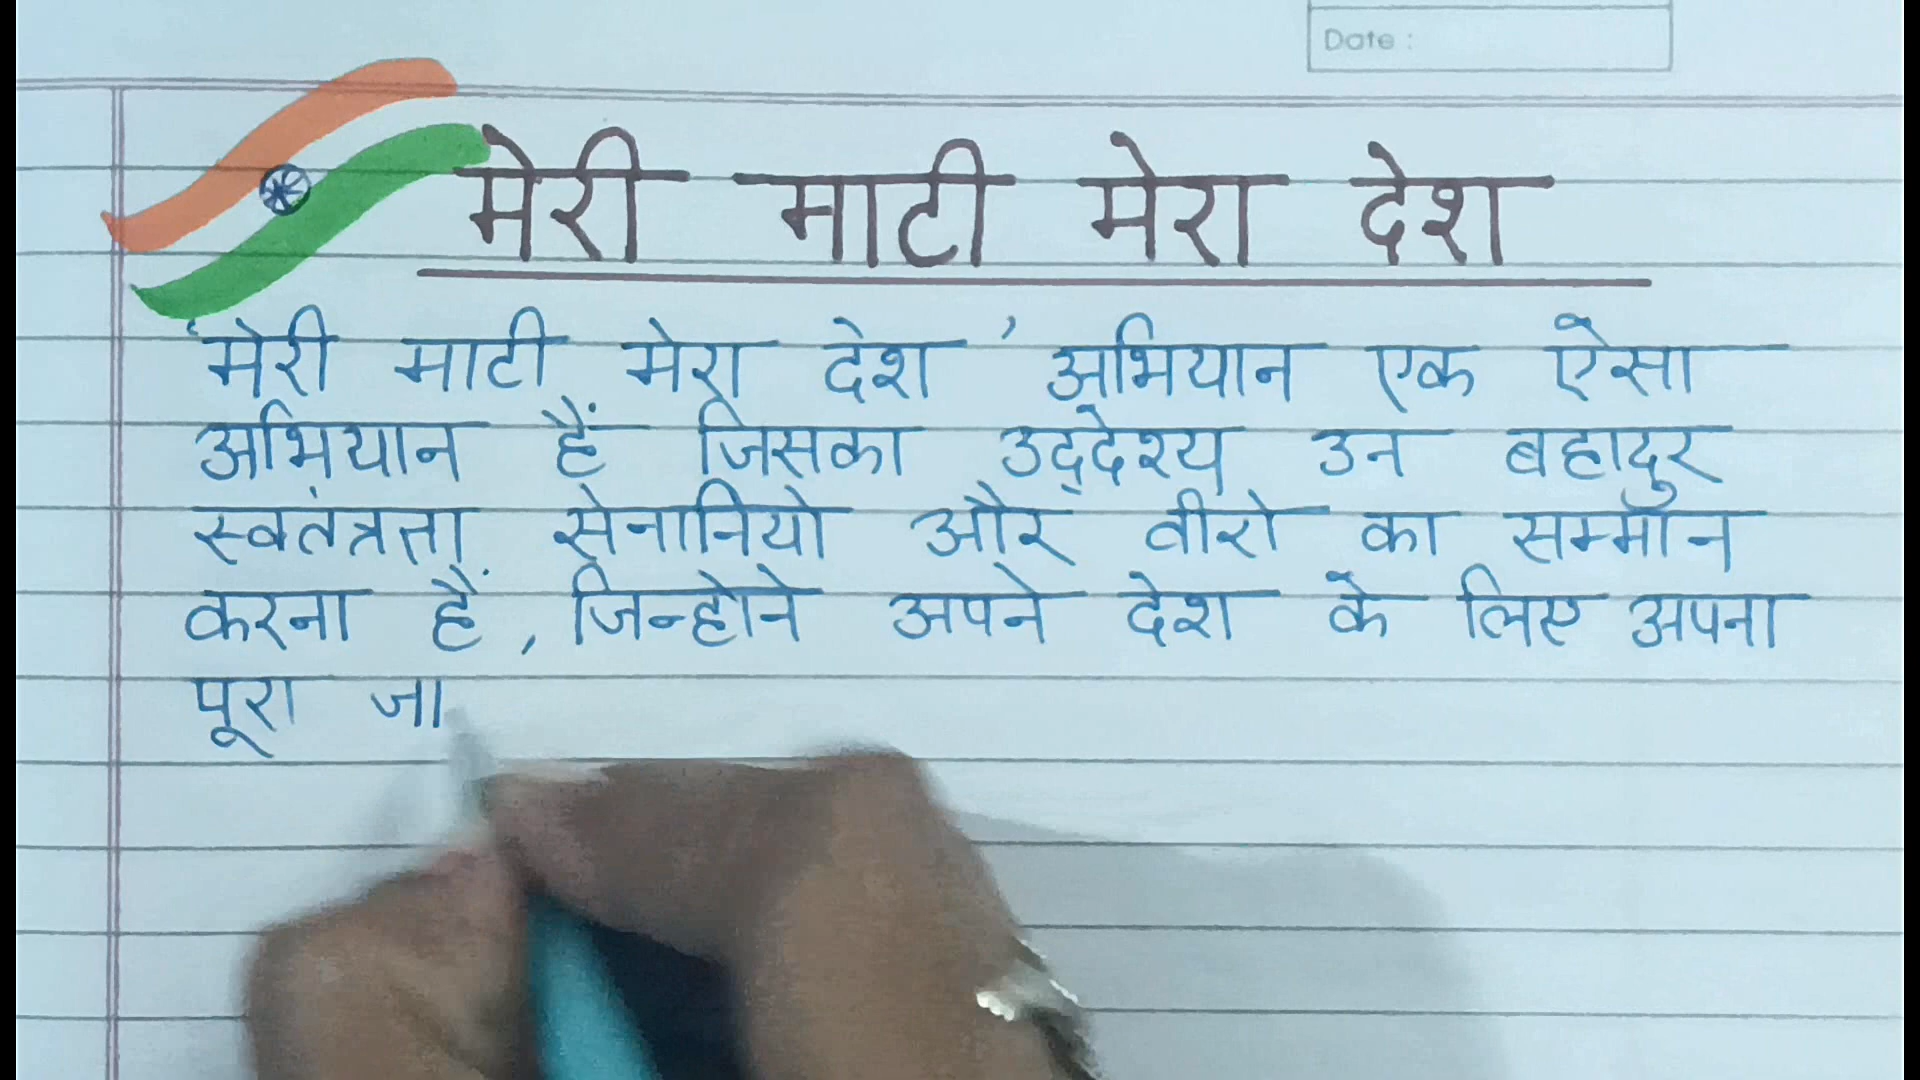 Date :
मेरी माटी मेरा देश
'मेरी माटी मेरा देश' अभियान एक ऐसा
अभियान हैं जिसका उद्देश्य उन बहादुर
स्वतंत्रता सेनानियो और वीरो का सम्मान
करना हैं, जिन्होने अपने देश के लिए अपना
पूरा जा